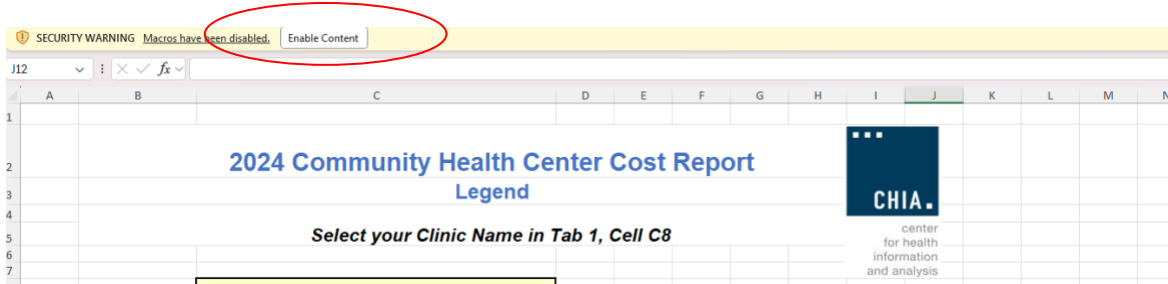 SECURITY WARNING Macros have been disabled. Enable Content
J12 fx
A B C D E F G H I J K L M N
1
2 2024 Community Health Center Cost Report
3 Legend
4
5 Select your Clinic Name in Tab 1, Cell C8
6
7
CHIA.
center
for health
information
and analysis